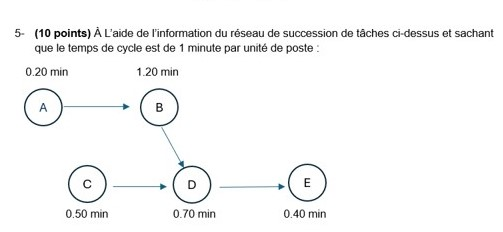 5- (10 points) À L'aide de l'information du réseau de succession de tâches ci-dessus et sachant
que le temps de cycle est de 1 minute par unité de poste :
0.20 min 1.20 min
A B
C D E
0.50 min 0.70 min 0.40 min